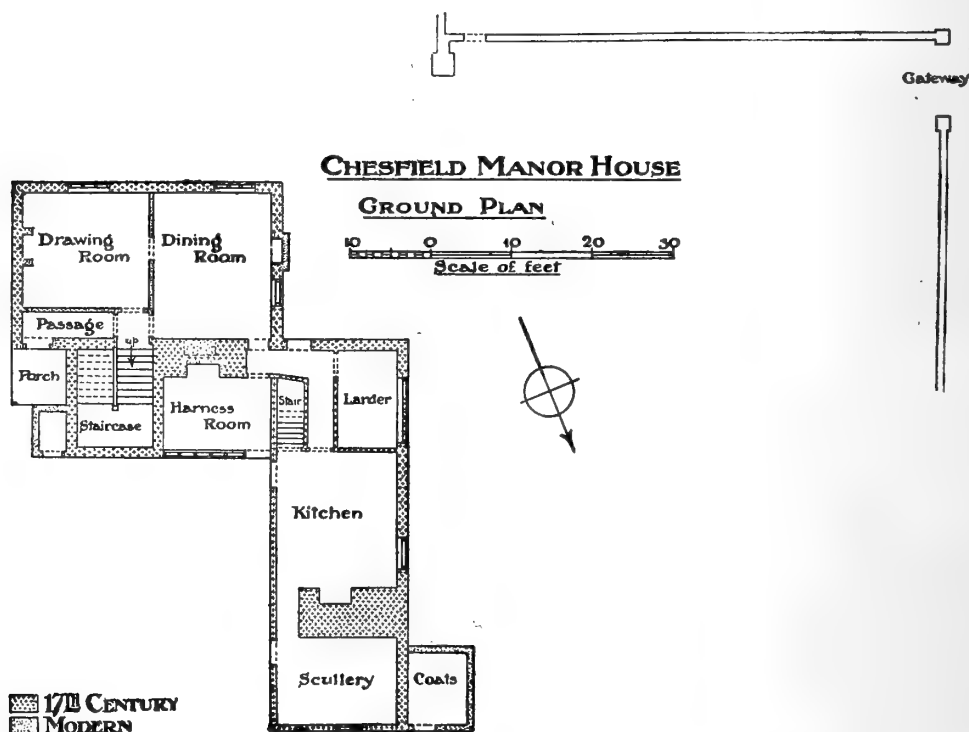 Gateway
CHESFIELD MANOR HOUSE
GROUND PLAN
10 0 10 20 30
Scale of feet
Drawing
Room
Dining
Room
Passage
up
Porch
Staircase
Harness
Room
Stair
Larder
Kitchen
Scullery
Coals
17TH CENTURY
MODERN